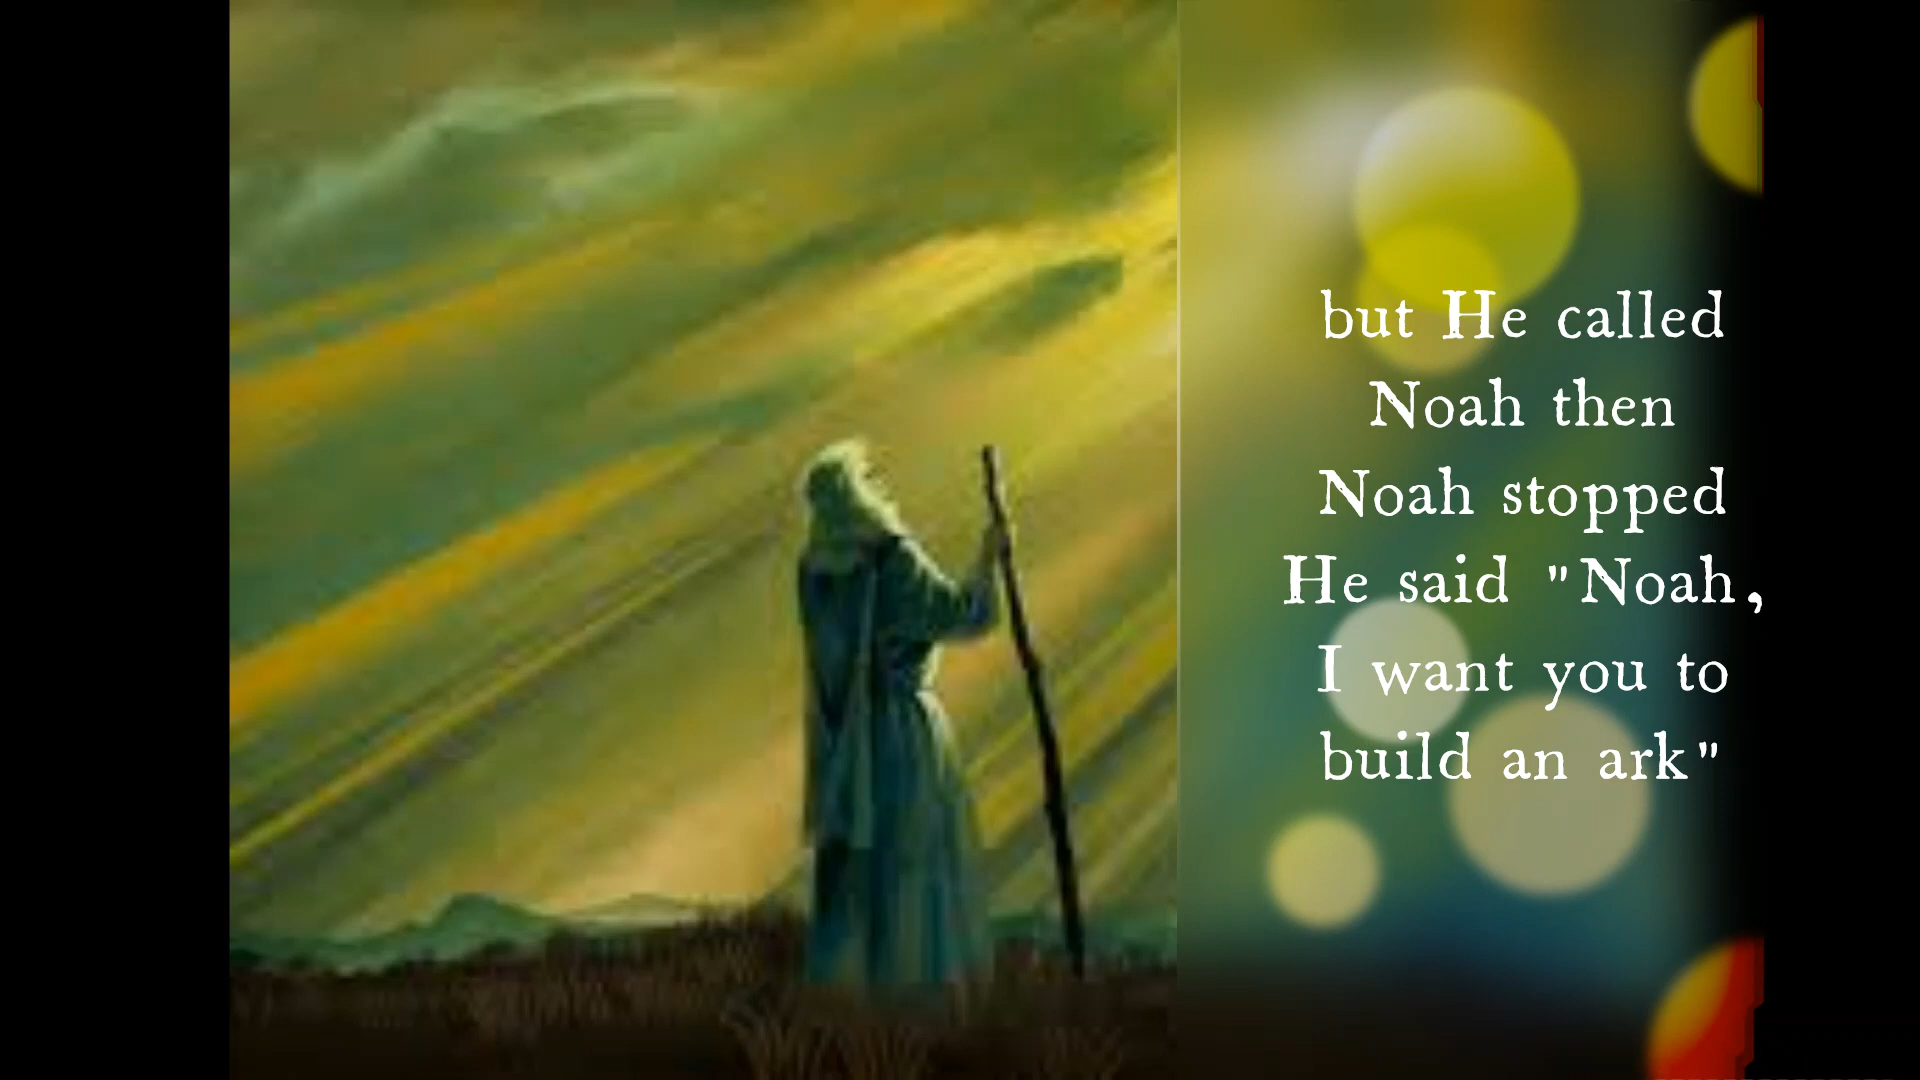 but He called
Noah then
Noah stopped
He said "Noah,
I want you to
build an ark"